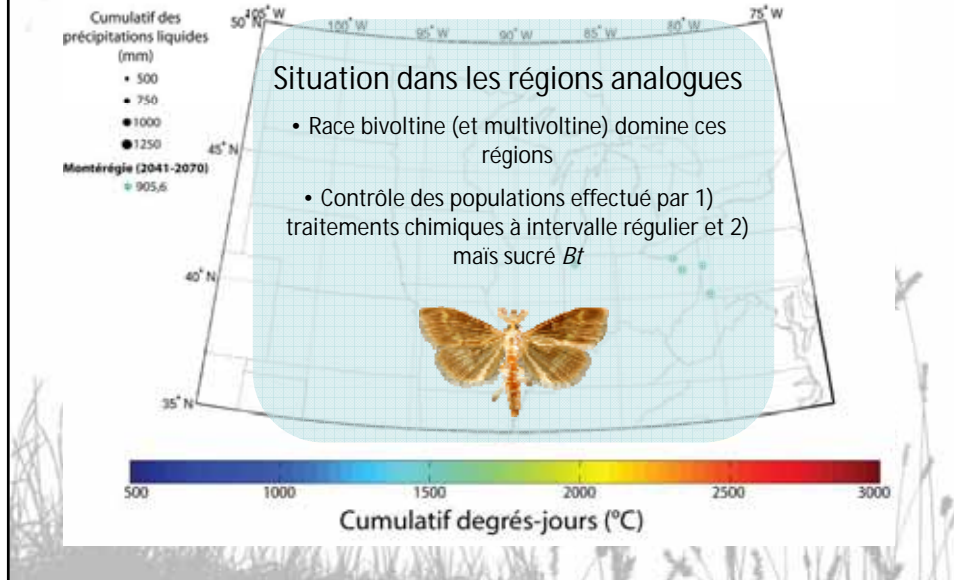 Cumulatif des
précipitations liquides
(mm)
500
750
1000
1250
Montérégie (2041-2070)
905,6
50°N
105°W
100°W
95°W
90°W
85°W
80°W
75°W
45°N
40°N
35°N
Situation dans les régions analogues
• Race bivoltine (et multivoltine) domine ces
régions
• Contrôle des populations effectué par 1)
traitements chimiques à intervalle régulier et 2)
maïs sucré Bt
500 1000 1500 2000 2500 3000
Cumulatif degrés-jours (°C)